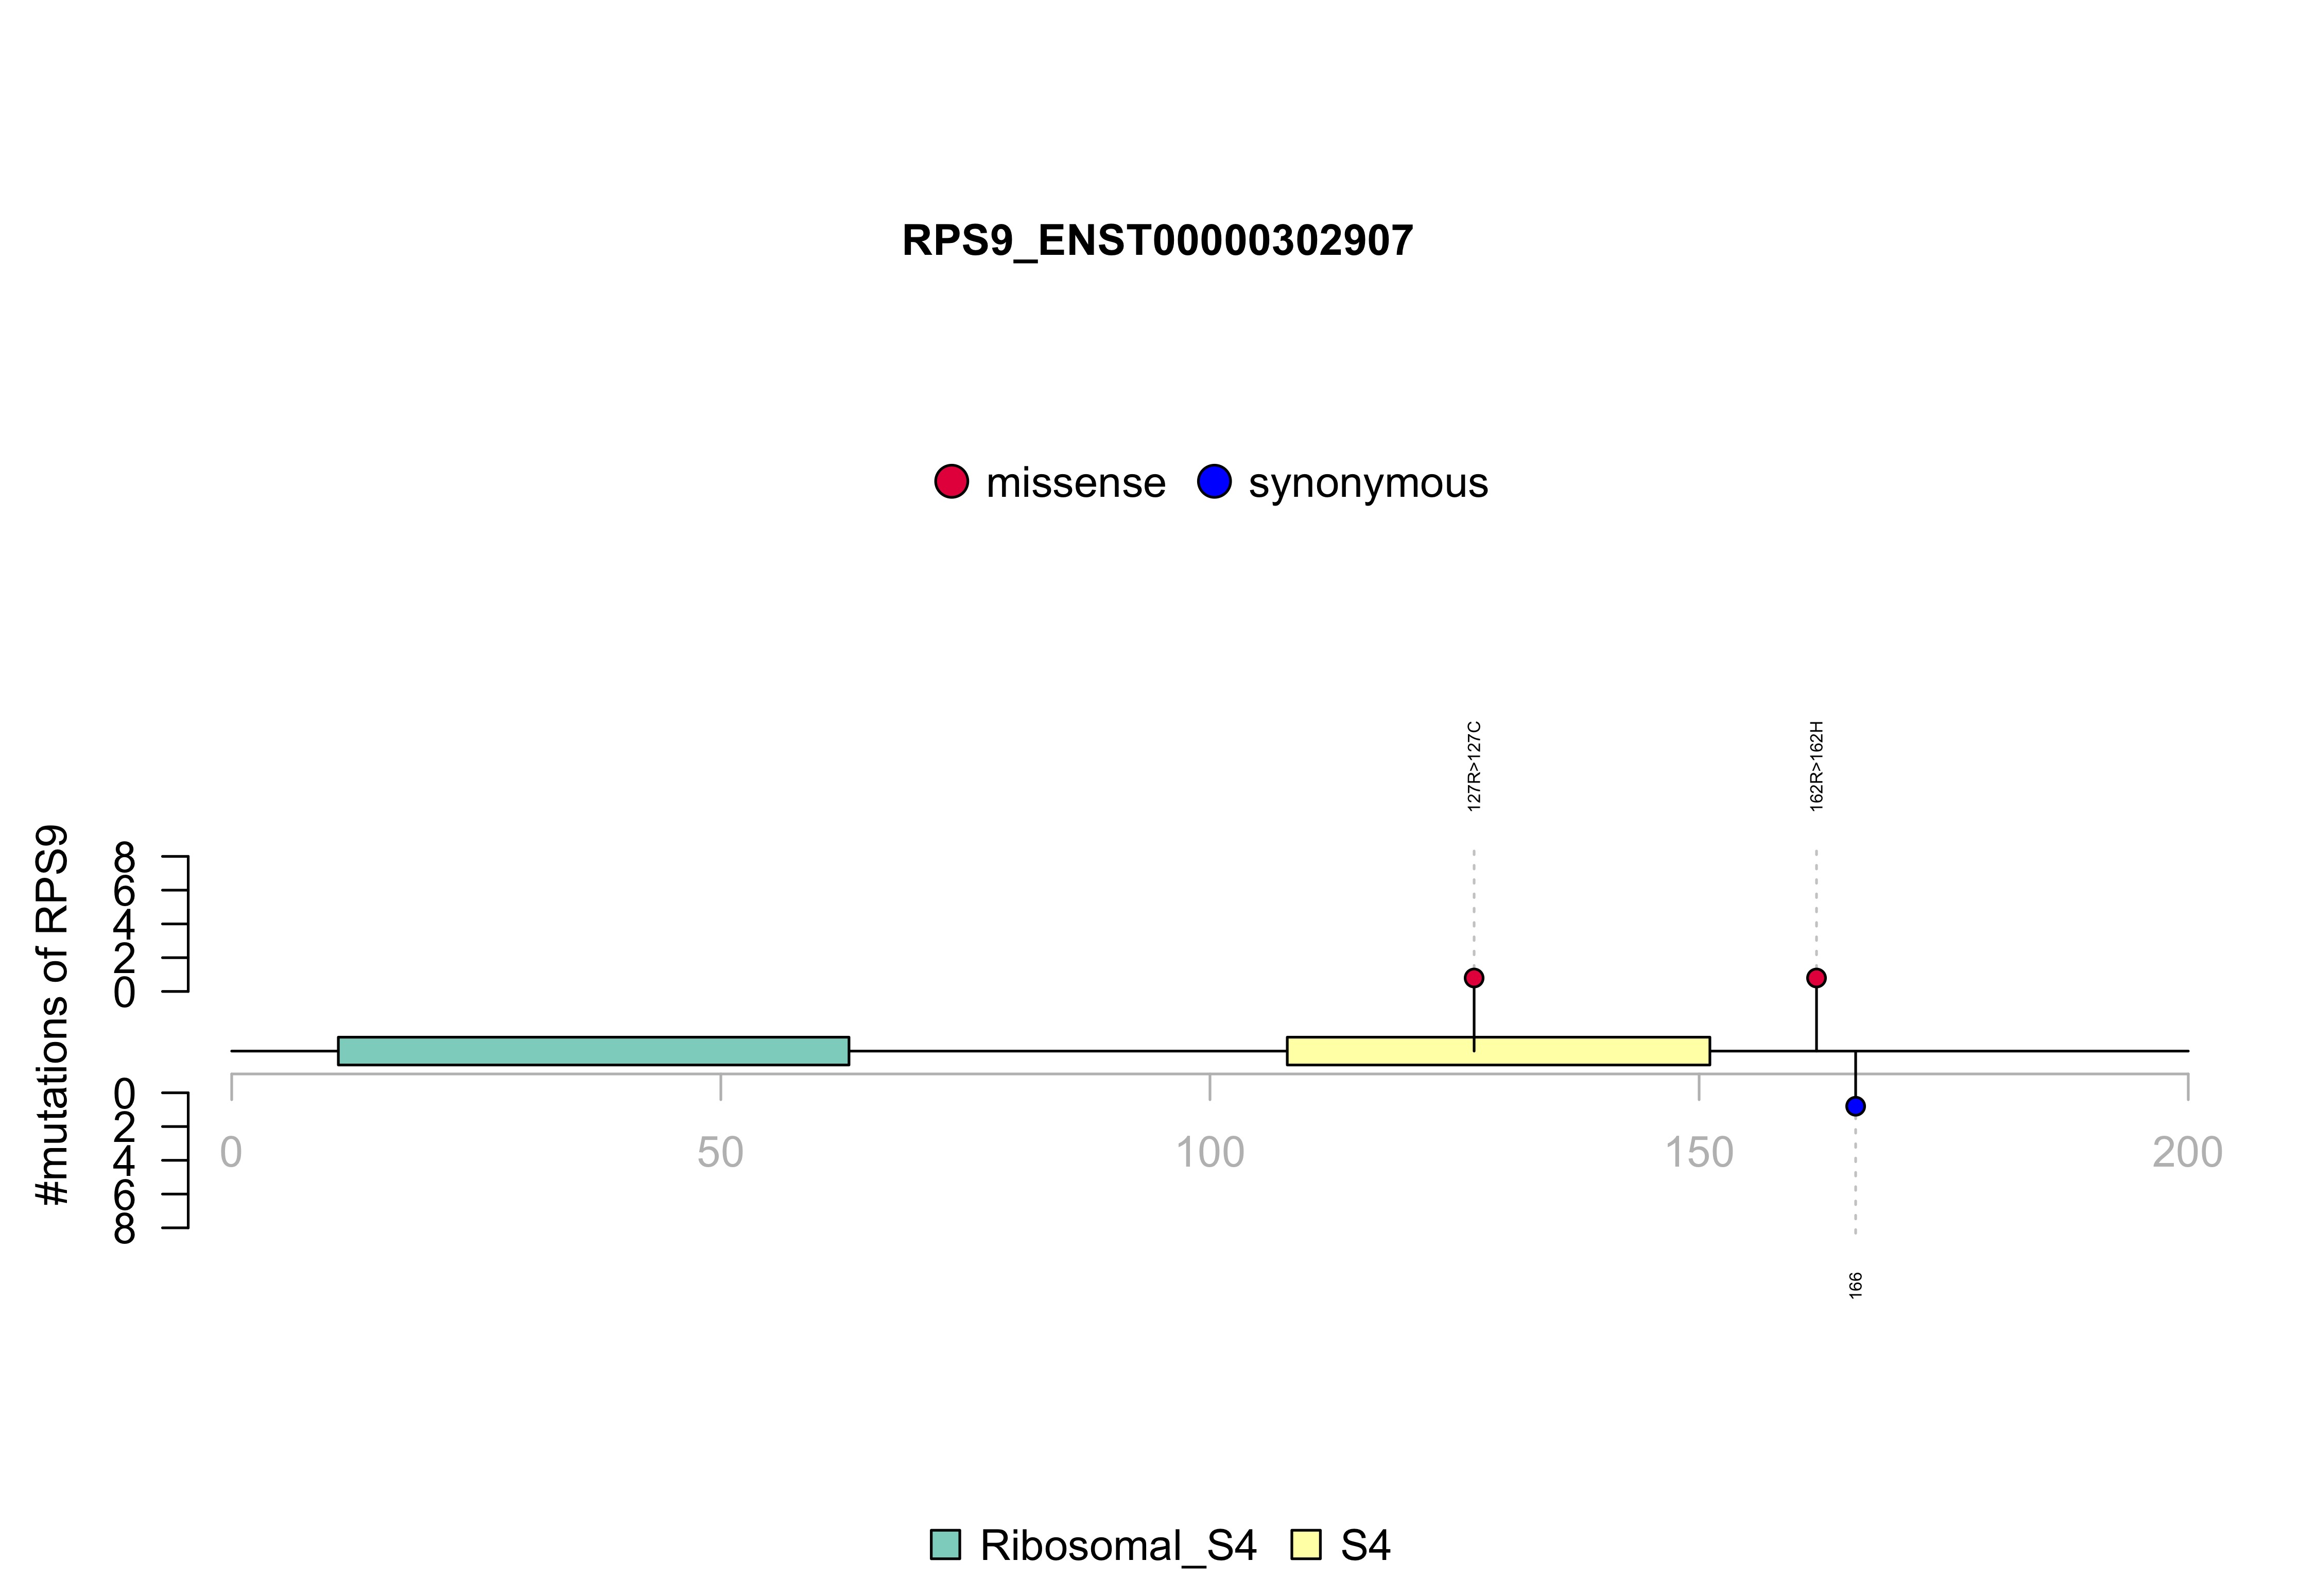 RPS9_ENST00000302907
missense
synonymous
127R>127C
162R>162H
#mutations of RPS9
8
6
4
2
0
0
2
4
6
8
0
50
100
150
200
166
Ribosomal_S4
S4